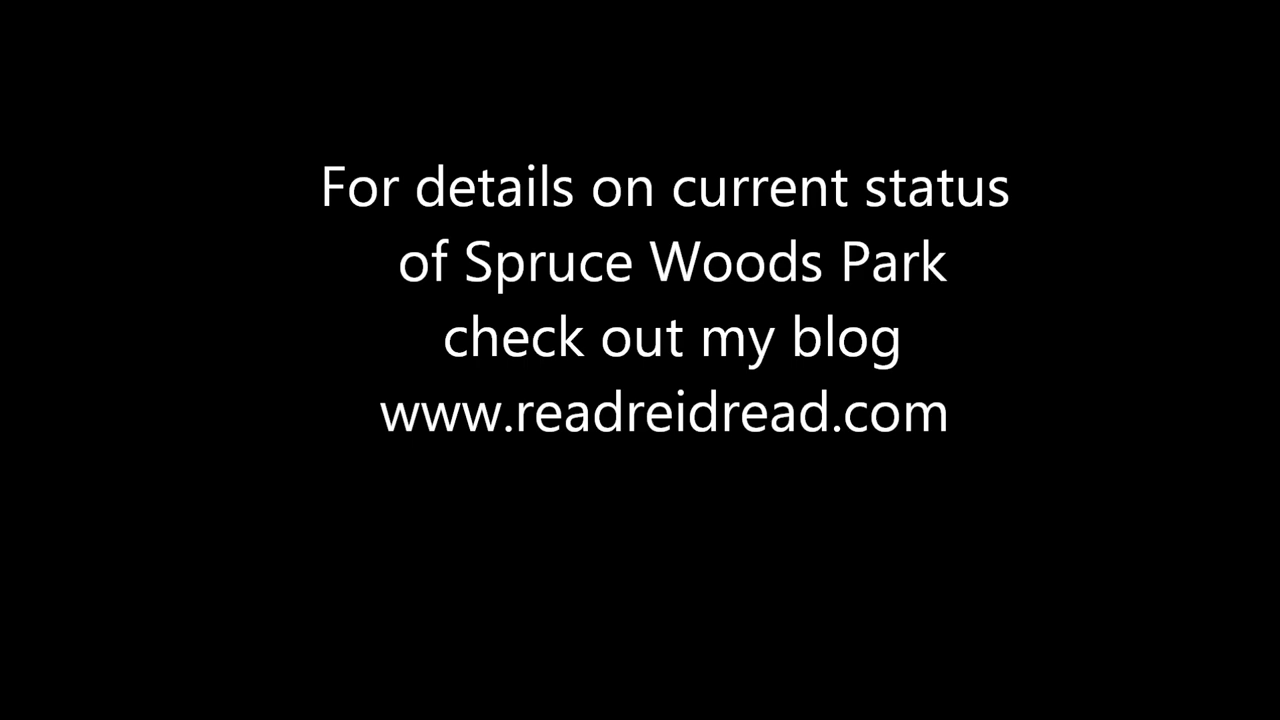 For details on current status
of Spruce Woods Park
check out my blog
www.readreidread.com